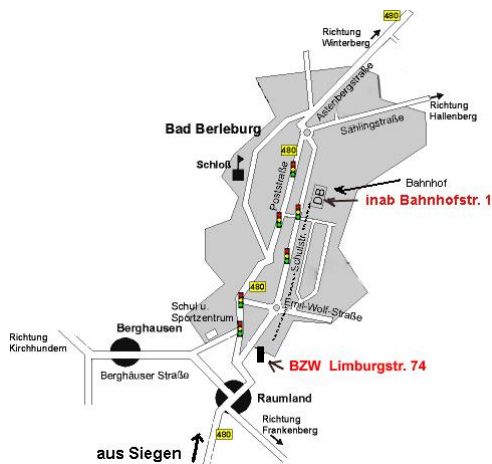 480
Richtung
Winterberg
Astenbergstraße
Richtung
Hallenberg
Sählingstraße
Bad Berleburg
480
Schloß
Poststraße
DB
Bahnhof
inab Bahnhofstr. 1
Schulstr.
480
Schul u.
Sportzentrum
Emil-Wolf-Straße
Richtung
Kirchhundem
Berghausen
Berghäuser Straße
BZW Limburgstr. 74
Raumland
Richtung
Frankenberg
480
aus Siegen